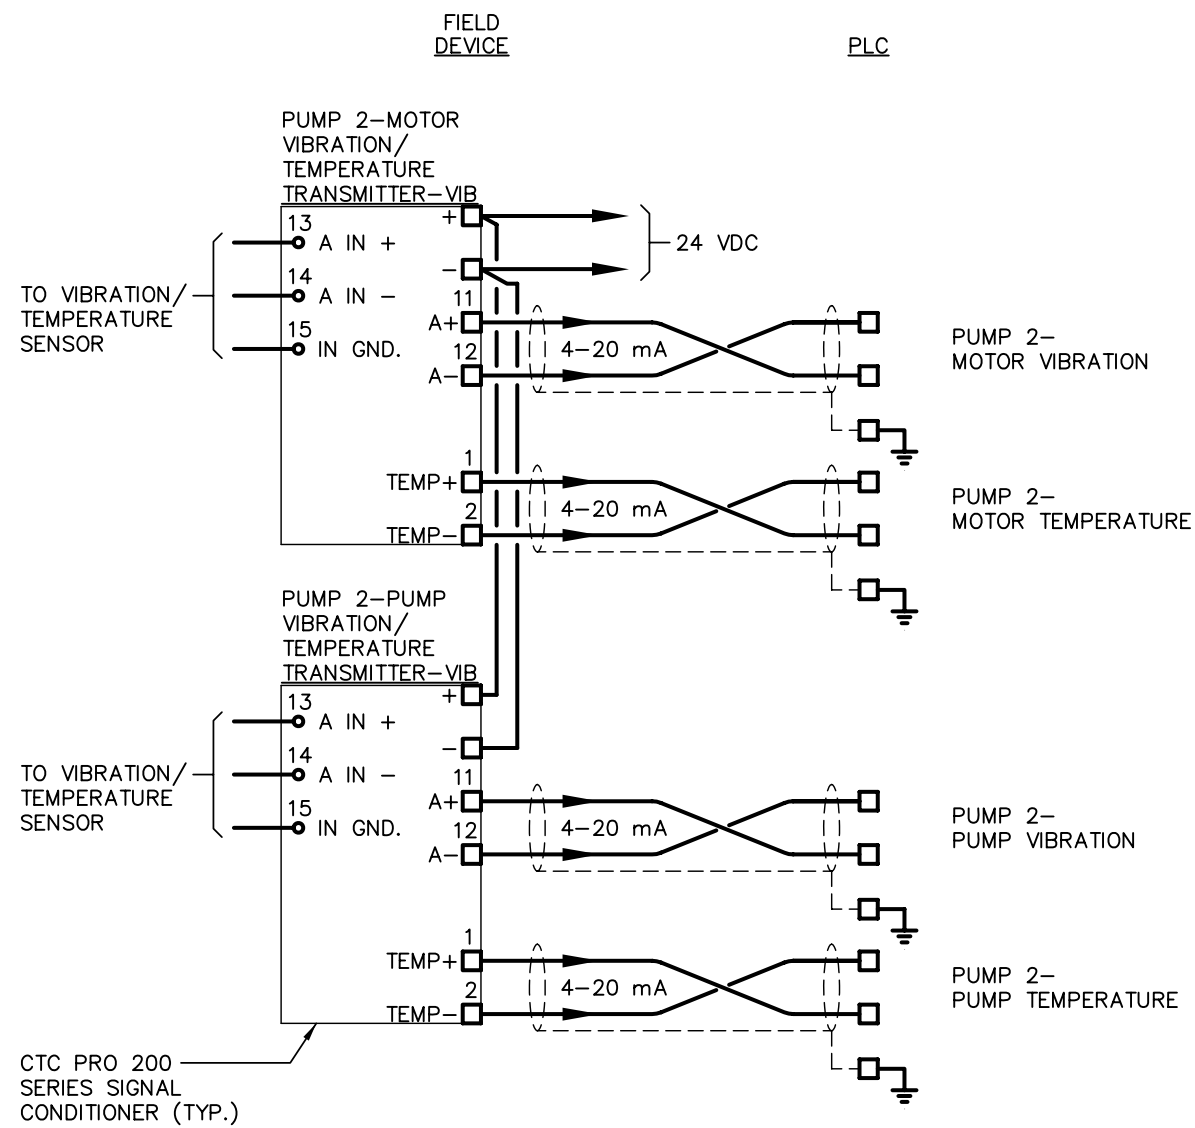 FIELD
DEVICE
PLC
PUMP 2-MOTOR
VIBRATION/
TEMPERATURE
TRANSMITTER-VIB
+
-
24 VDC
13
A IN +
14
A IN -
15
IN GND.
TO VIBRATION/
TEMPERATURE
SENSOR
11
A+
12
A-
4-20 mA
PUMP 2-
MOTOR VIBRATION
1
TEMP+
2
TEMP-
4-20 mA
PUMP 2-
MOTOR TEMPERATURE
PUMP 2-PUMP
VIBRATION/
TEMPERATURE
TRANSMITTER-VIB
+
-
13
A IN +
14
A IN -
15
IN GND.
TO VIBRATION/
TEMPERATURE
SENSOR
11
A+
12
A-
4-20 mA
PUMP 2-
PUMP VIBRATION
1
TEMP+
2
TEMP-
4-20 mA
PUMP 2-
PUMP TEMPERATURE
CTC PRO 200
SERIES SIGNAL
CONDITIONER (TYP.)